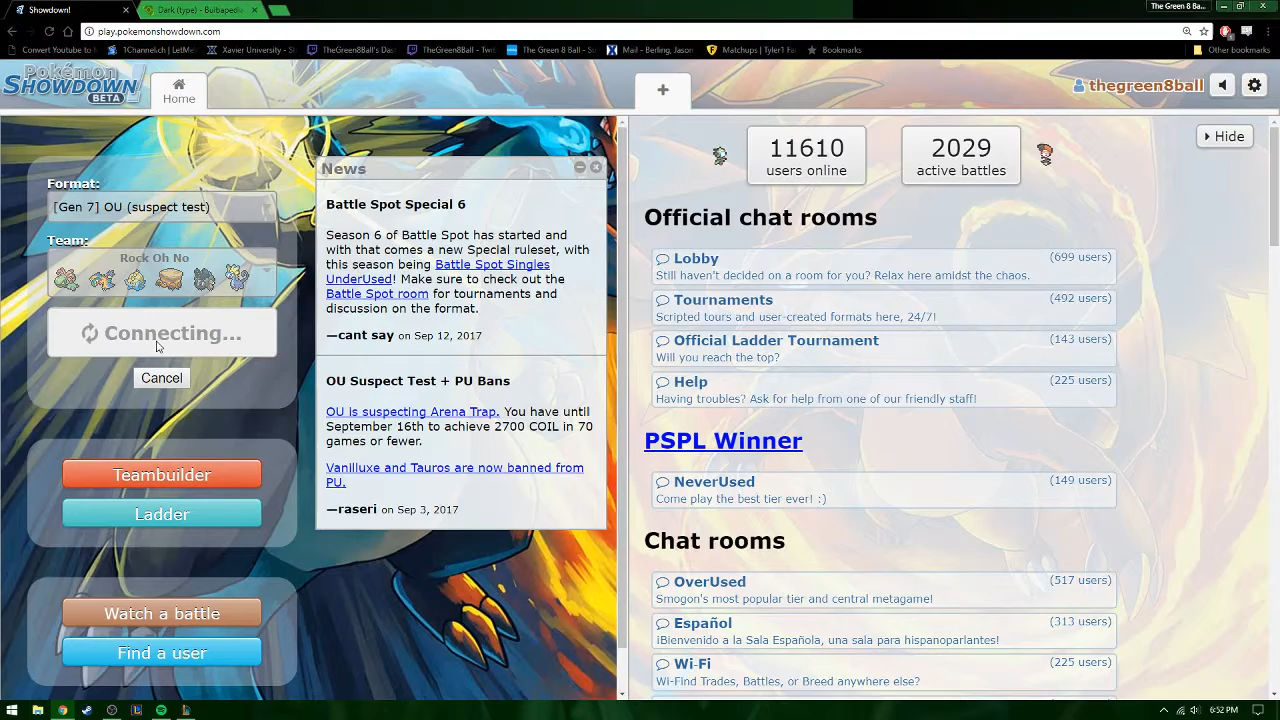 Showdown!
Dark (type) - Bulbapedia
The Green 8 Ba...
play.pokemonshowdown.com
Convert Youtube to M
1Channel.ch | LetMe
Xavier University - St
TheGreen8Ball's Dash
TheGreen8Ball - Twit
The Green 8 Ball - St
Mail - Berling, Jason
Matchups | Tyler1 Fa
Bookmarks
Other bookmarks
Pokémon
Showdown
BETA
Home
+
thegreen8ball
Format:
[Gen 7] OU (suspect test)
Team:
Rock Oh No
Connecting...
Cancel
Teambuilder
Ladder
Watch a battle
Find a user
News
Battle Spot Special 6
Season 6 of Battle Spot has started and
with that comes a new Special ruleset, with
this season being Battle Spot Singles
UnderUsed! Make sure to check out the
Battle Spot room for tournaments and
discussion on the format.
—cant say on Sep 12, 2017
OU Suspect Test + PU Bans
OU is suspecting Arena Trap. You have until
September 16th to achieve 2700 COIL in 70
games or fewer.
Vanilluxe and Tauros are now banned from
PU.
—raseri on Sep 3, 2017
11610
users online
2029
active battles
Hide
Official chat rooms
Lobby (699 users)
Still haven't decided on a room for you? Relax here amidst the chaos.
Tournaments (492 users)
Scripted tours and user-created formats here, 24/7!
Official Ladder Tournament (143 users)
Will you reach the top?
Help (225 users)
Having troubles? Ask for help from one of our friendly staff!
PSPL Winner
NeverUsed (149 users)
Come play the best tier ever! :)
Chat rooms
OverUsed (517 users)
Smogon's most popular tier and central metagame!
Español (313 users)
¡Bienvenido a la Sala Española, una sala para hispanoparlantes!
Wi-Fi (225 users)
Wi-Find Trades, Battles, or Breed anywhere else?
6:52 PM